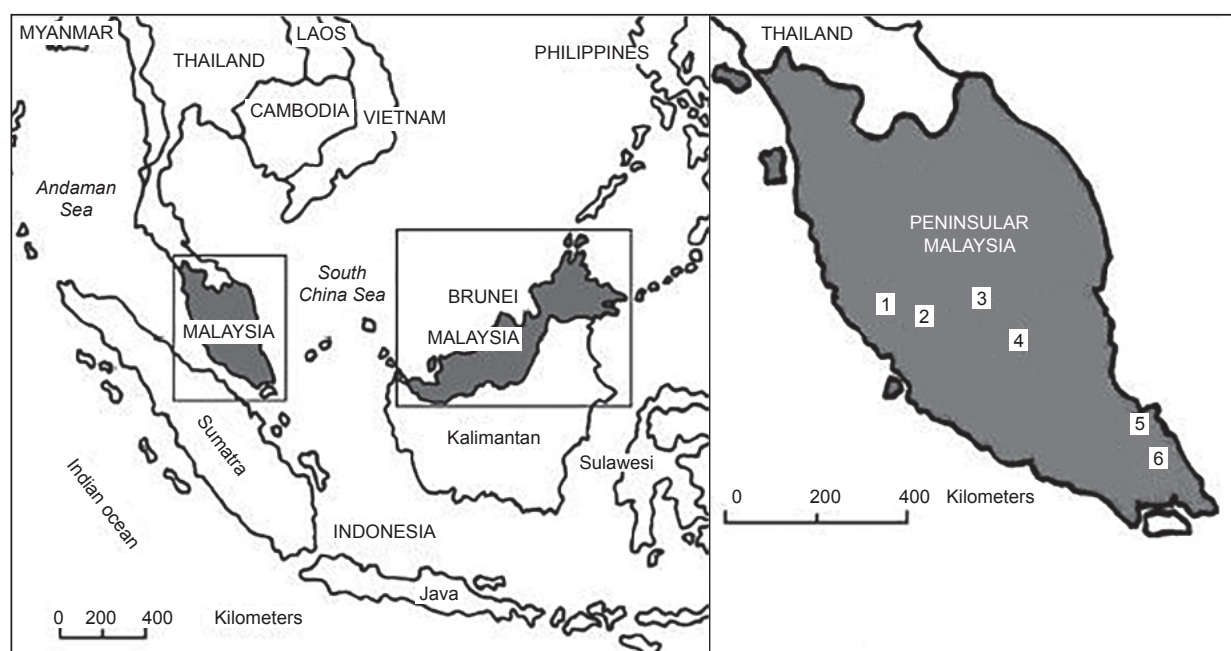 MYANMAR
LAOS
THAILAND
PHILIPPINES
CAMBODIA
VIETNAM
Andaman
Sea
South
China Sea
BRUNEI
MALAYSIA
MALAYSIA
Sumatra
Kalimantan
Sulawesi
Indian ocean
INDONESIA
Java
0 200 400 Kilometers
THAILAND
PENINSULAR
MALAYSIA
1
2
3
4
5
6
0 200 400 Kilometers